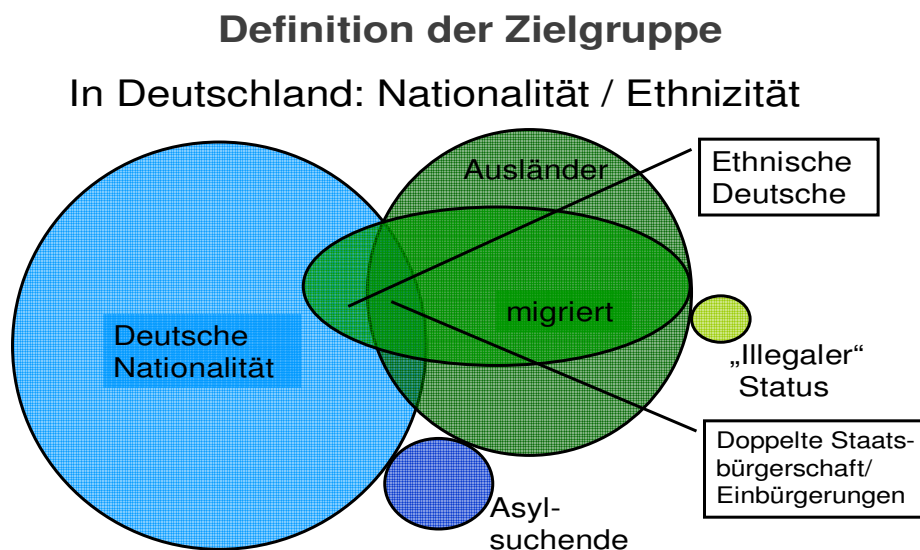 Definition der Zielgruppe
In Deutschland: Nationalität / Ethnizität
Ausländer
Ethnische
Deutsche
migriert
Deutsche
Nationalität
„Illegaler“
Status
Doppelte Staats-
bürgerschaft/
Einbürgerungen
Asyl-
suchende